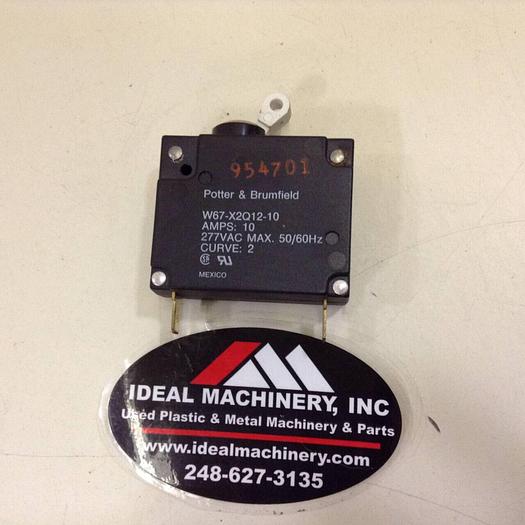 954701
Potter & Brumfield
W67-X2Q12-10
AMPS: 10
277VAC MAX. 50/60Hz
CURVE: 2
MEXICO
IDEAL MACHINERY, INC
Used Plastic & Metal Machinery & Parts
www.idealmachinery.com
248-627-3135